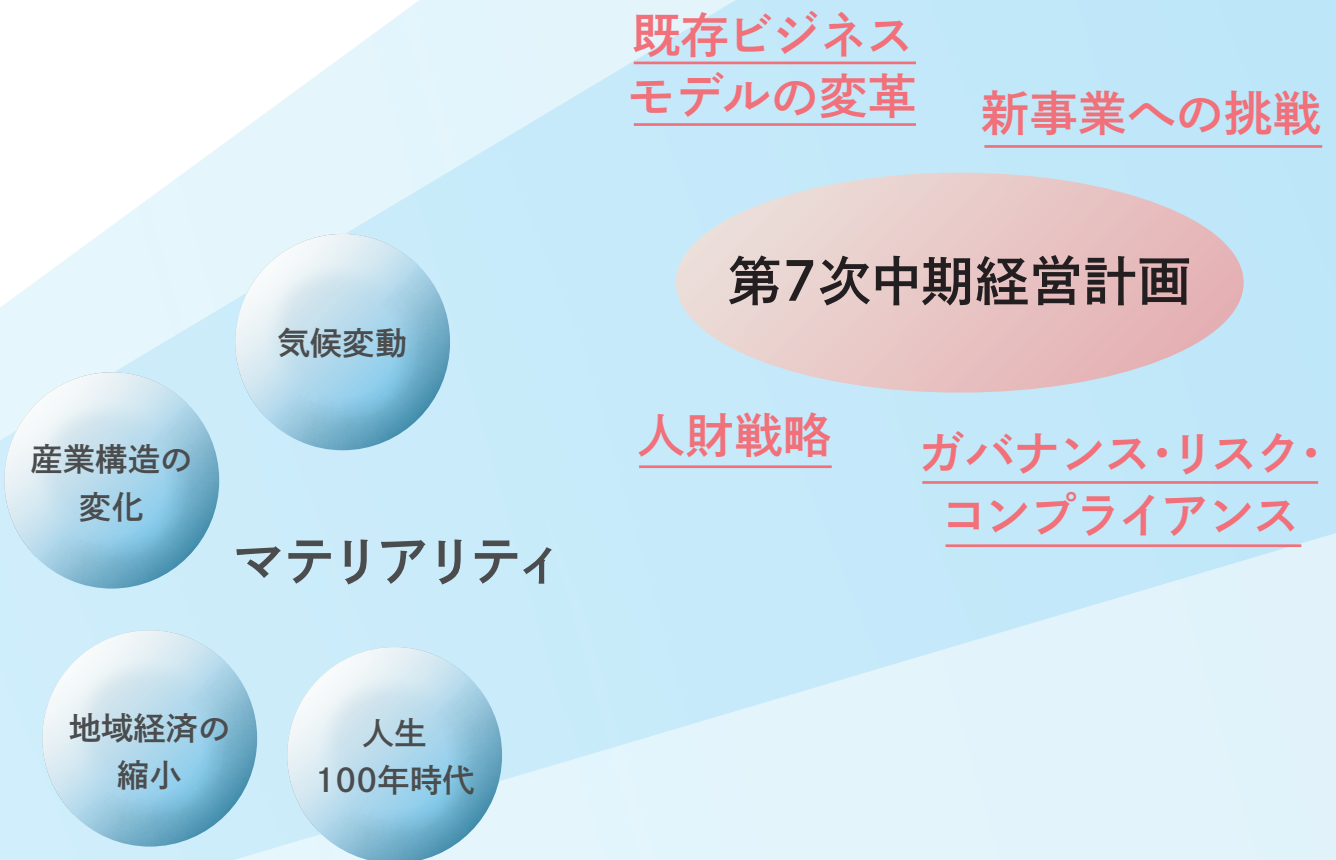 既存ビジネス
モデルの変革
新事業への挑戦
第7次中期経営計画
人財戦略
ガバナンス・リスク・
コンプライアンス
気候変動
産業構造の
変化
マテリアリティ
地域経済の
縮小
人生
100年時代